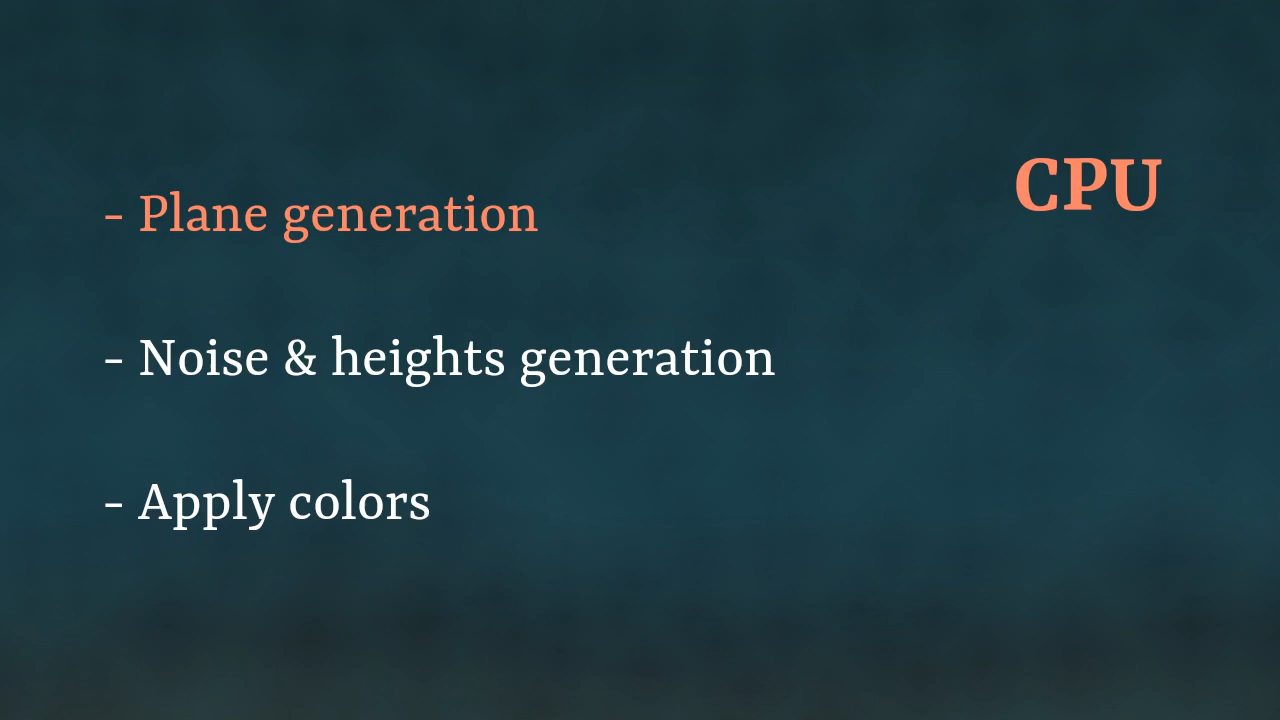 CPU
- Plane generation
- Noise & heights generation
- Apply colors